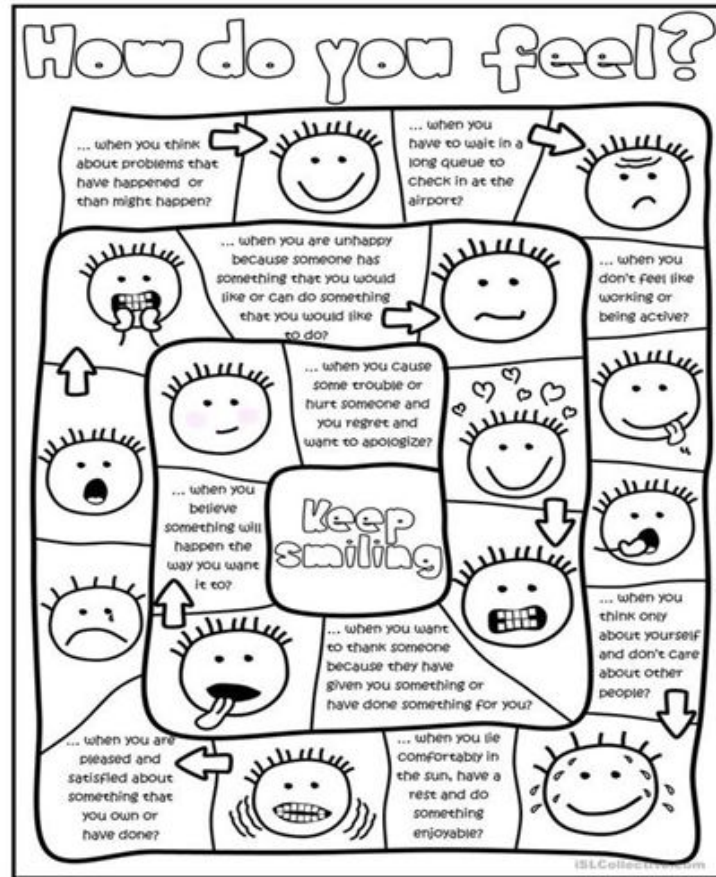 How do you feel?
... when you think
about problems that
have happened or
than might happen?
... when you
have to wait in a
long queue to
check in at the
airport?
... when you
don't feel like
working or
being active?
... when you
think only
about yourself
and don't care
about other
people?
... when you lie
comfortably in
the sun, have a
rest and do
something
enjoyable?
... when you are
pleased and
satisfied about
something that
you own or
have done?
... when you are unhappy
because someone has
something that you would
like or can do something
that you would like
to do?
... when you want
to thank someone
because they have
given you something or
have done something for you?
... when you
believe
something will
happen the
way you want
it to?
... when you cause
some trouble or
hurt someone and
you regret and
want to apologize?
Keep
smiling
iSLCollective.com